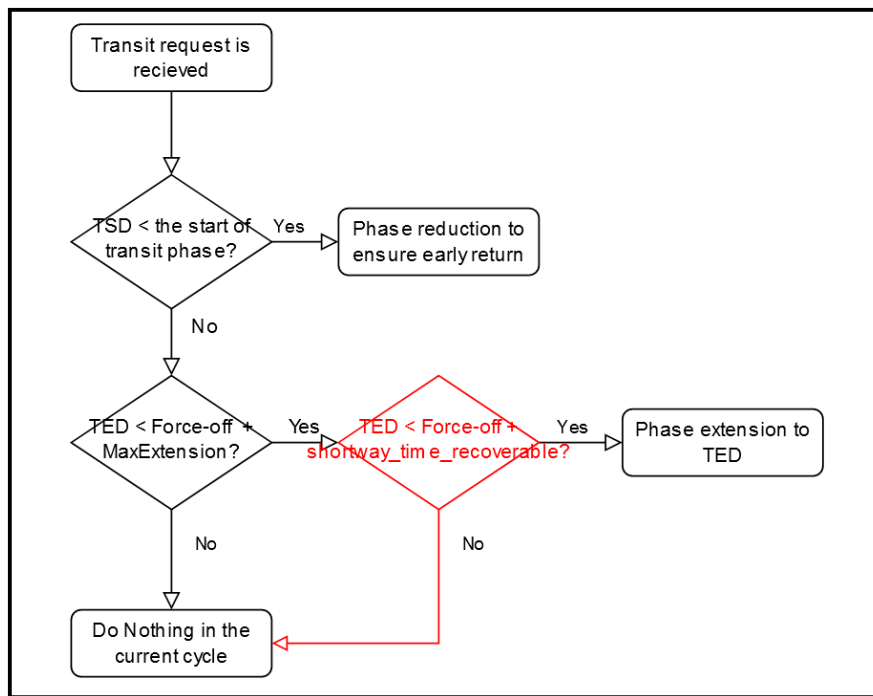 Transit request is
recieved
TSD < the start of
transit phase?
Yes
Phase reduction to
ensure early return
No
TED < Force-off +
MaxExtension?
Yes
TED < Force-off +
shortway_time_recoverable?
Yes
Phase extension to
TED
No
No
Do Nothing in the
current cycle